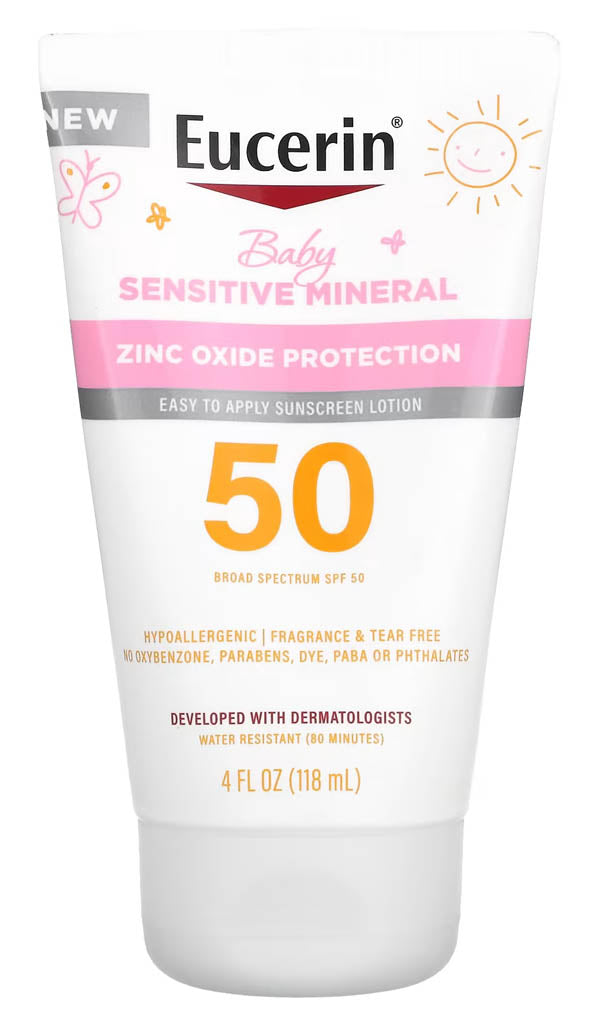 NEW
Eucerin®
Baby
SENSITIVE MINERAL
ZINC OXIDE PROTECTION
EASY TO APPLY SUNSCREEN LOTION
50
BROAD SPECTRUM SPF 50
HYPOALLERGENIC | FRAGRANCE & TEAR FREE
NO OXYBENZONE, PARABENS, DYE, PABA OR PHTHALATES
DEVELOPED WITH DERMATOLOGISTS
WATER RESISTANT (80 MINUTES)
4 FL OZ (118 mL)